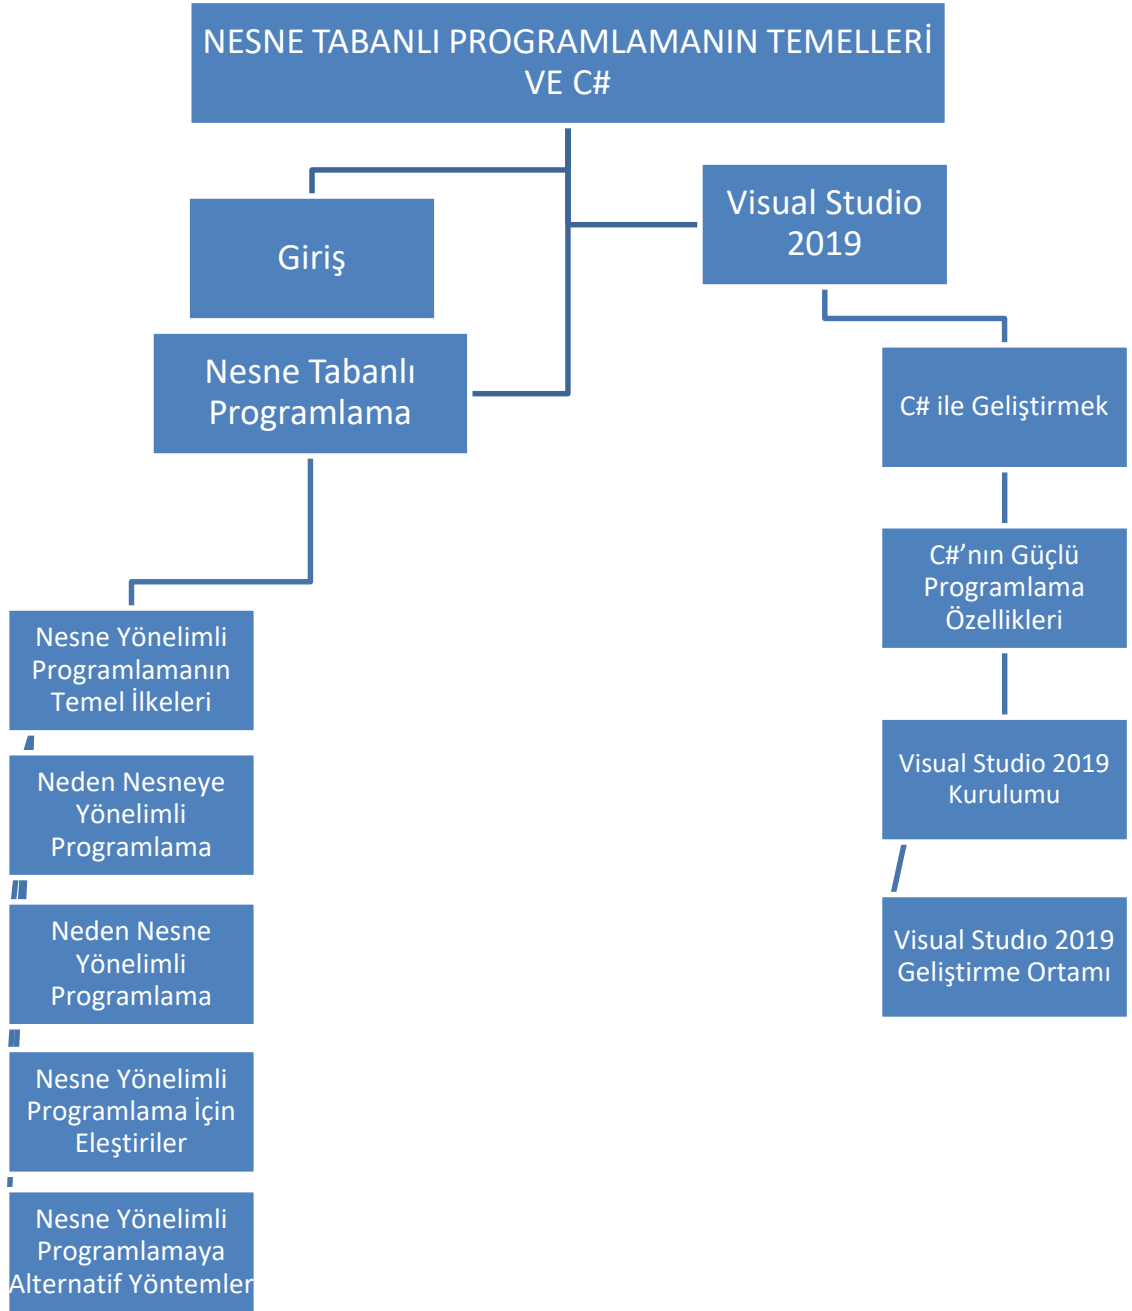 NESNE TABANLI PROGRAMLAMANIN TEMELLERİ
VE C#
Giriş
Visual Studio
2019
Nesne Tabanlı
Programlama
C# ile Geliştirmek
C#’nın Güçlü
Programlama
Özellikleri
Visual Studio 2019
Kurulumu
Visual Studıo 2019
Geliştirme Ortamı
Nesne Yönelimli
Programlamanın
Temel İlkeleri
Neden Nesneye
Yönelimli
Programlama
Neden Nesne
Yönelimli
Programlama
Nesne Yönelimli
Programlama İçin
Eleştiriler
Nesne Yönelimli
Programlamaya
Alternatif Yöntemler